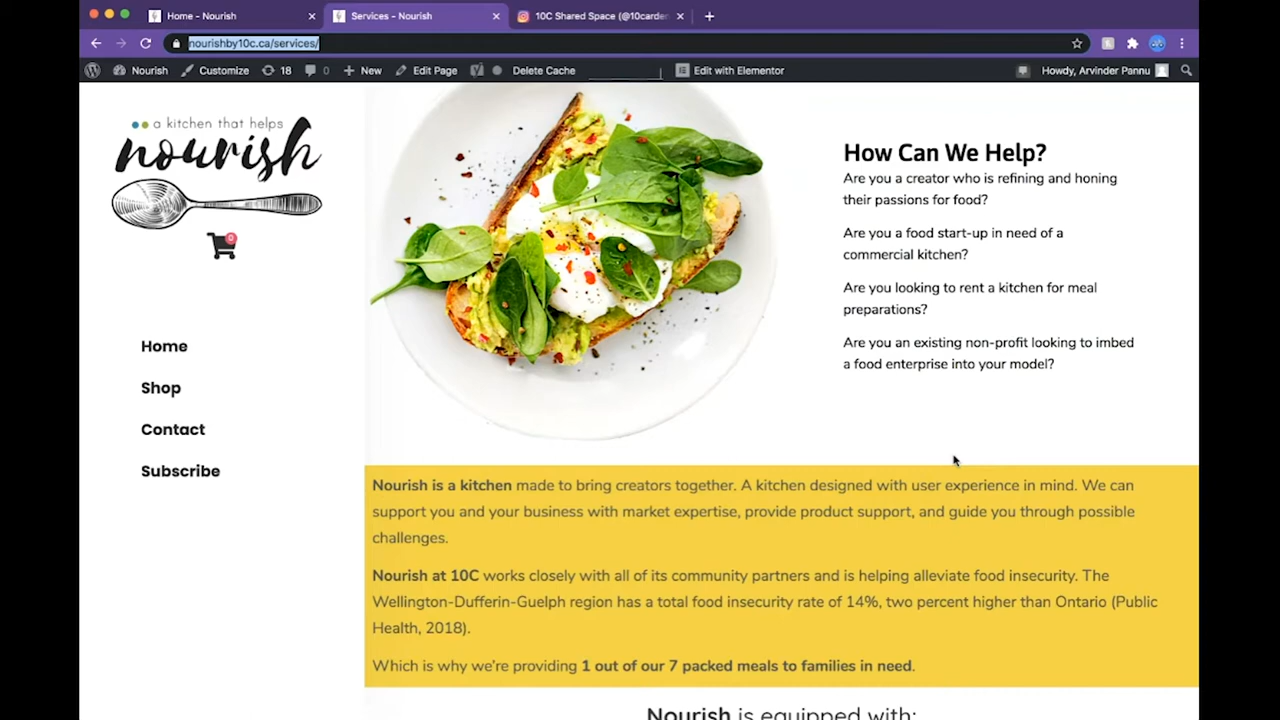 Home - Nourish
Services - Nourish
10C Shared Space (@10carden
nourishby10c.ca/services/
Nourish
Customize
18
0
New
Edit Page
Delete Cache
Edit with Elementor
Howdy, Arvinder Pannu
a kitchen that helps
nourish
0
Home
Shop
Contact
Subscribe
How Can We Help?
Are you a creator who is refining and honing
their passions for food?
Are you a food start-up in need of a
commercial kitchen?
Are you looking to rent a kitchen for meal
preparations?
Are you an existing non-profit looking to imbed
a food enterprise into your model?
Nourish is a kitchen made to bring creators together. A kitchen designed with user experience in mind. We can
support you and your business with market expertise, provide product support, and guide you through possible
challenges.
Nourish at 10C works closely with all of its community partners and is helping alleviate food insecurity. The
Wellington-Dufferin-Guelph region has a total food insecurity rate of 14%, two percent higher than Ontario (Public
Health, 2018).
Which is why we're providing 1 out of our 7 packed meals to families in need.
Nourish is equipped with: